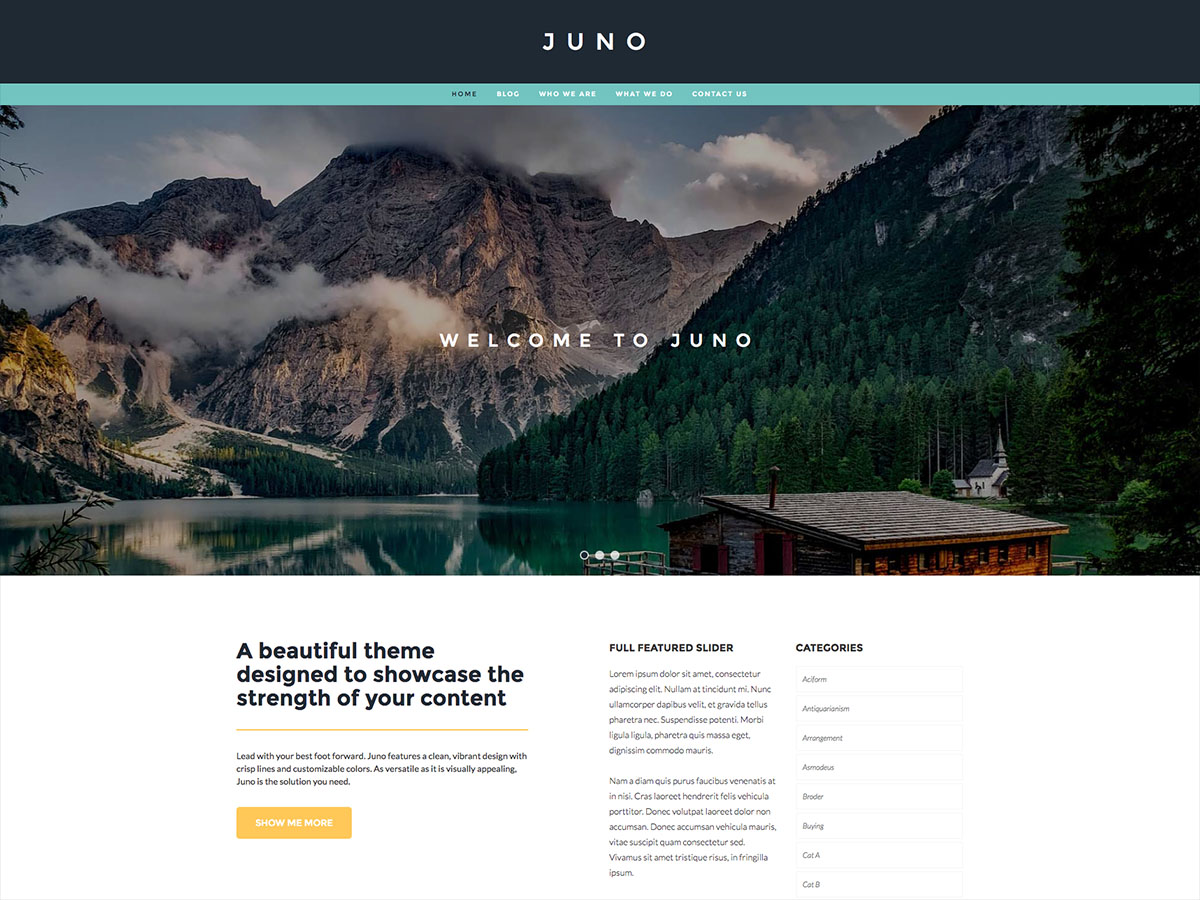 JUNO
HOME BLOG WHO WE ARE WHAT WE DO CONTACT US
WELCOME TO JUNO
A beautiful theme
designed to showcase the
strength of your content
Lead with your best foot forward. Juno features a clean, vibrant design with
crisp lines and customizable colors. As versatile as it is visually appealing,
Juno is the solution you need.
SHOW ME MORE
FULL FEATURED SLIDER
Lorem ipsum dolor sit amet, consectetur
adipiscing elit. Nullam at tincidunt mi. Nunc
ullamcorper dapibus velit, et gravida tellus
pharetra nec. Suspendisse potenti. Morbi
ligula ligula, pharetra quis massa eget,
dignissim commodo mauris.
Nam a diam quis purus faucibus venenatis at
in nisi. Cras laoreet hendrerit felis vehicula
porttitor. Donec volutpat laoreet dolor non
accumsan. Donec accumsan vehicula mauris,
vitae suscipit quam consectetur sed.
Vivamus sit amet tristique risus, in fringilla
ipsum.
CATEGORIES
Aciform
Antiquarianism
Arrangement
Asmodeus
Broder
Buying
Cat A
Cat B